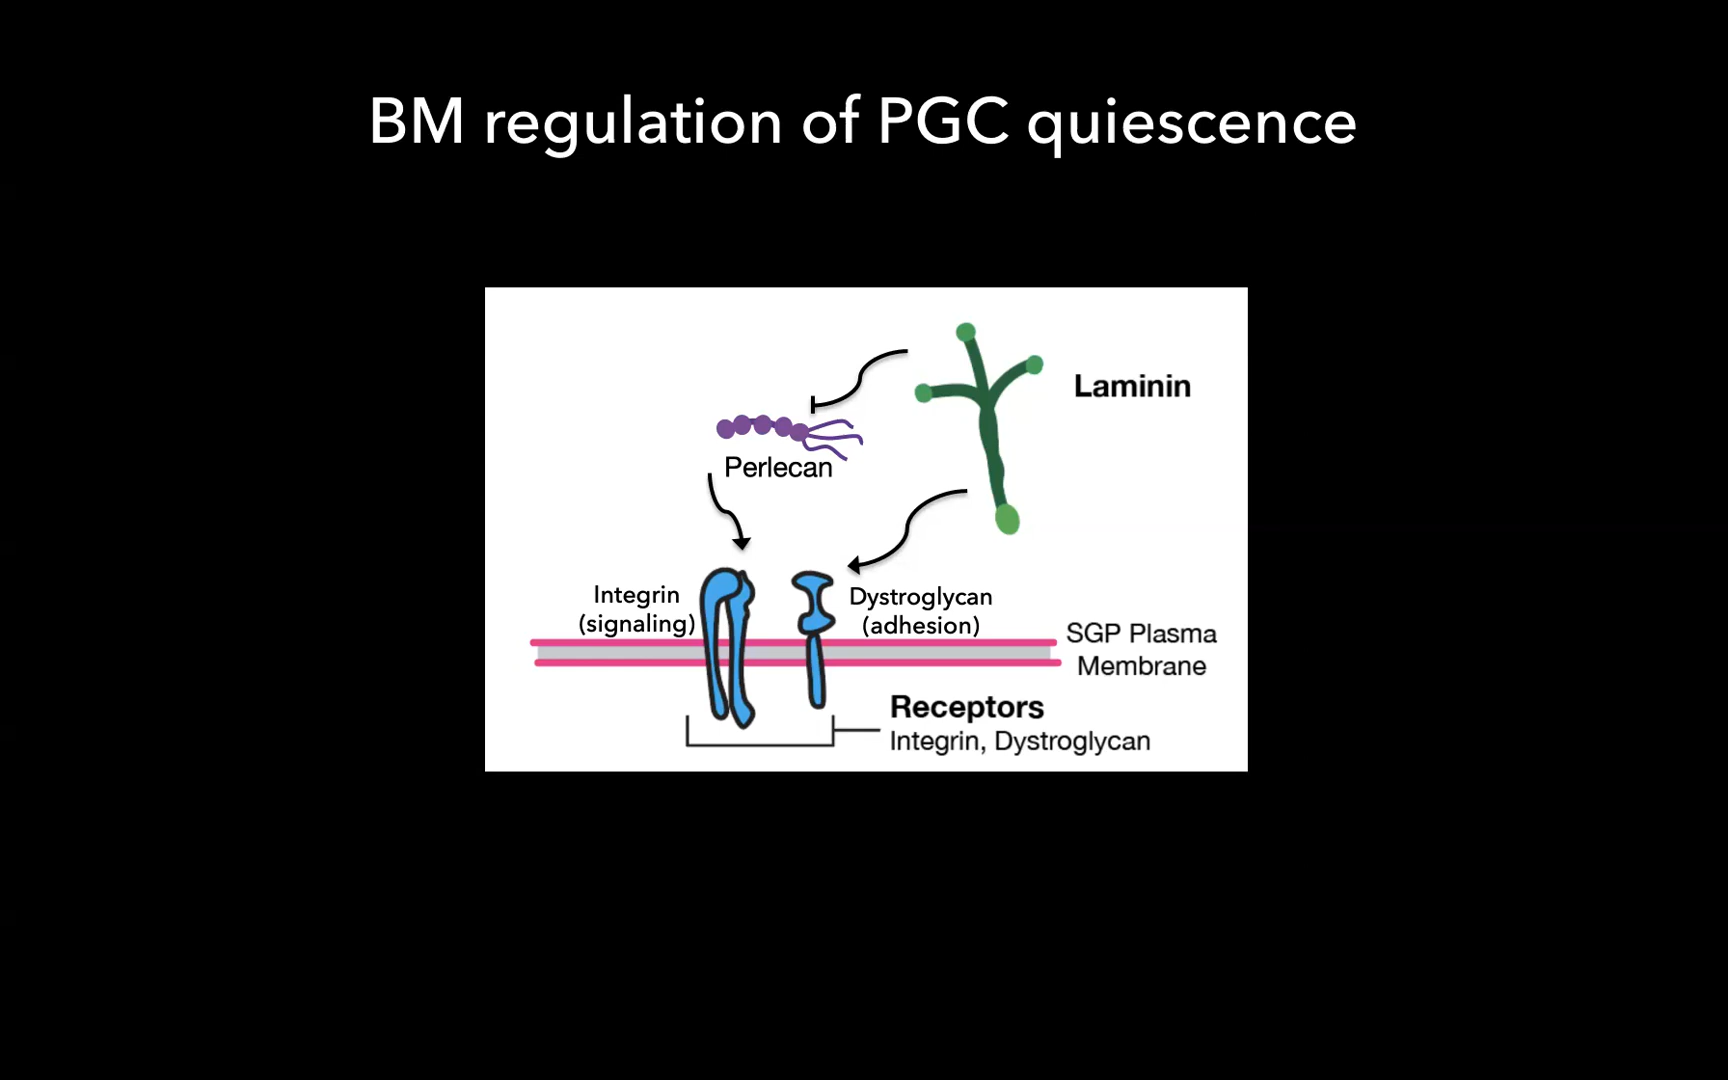 BM regulation of PGC quiescence
Laminin
Perlecan
Integrin
(signaling)
Dystroglycan
(adhesion)
SGP Plasma
Membrane
Receptors
Integrin, Dystroglycan